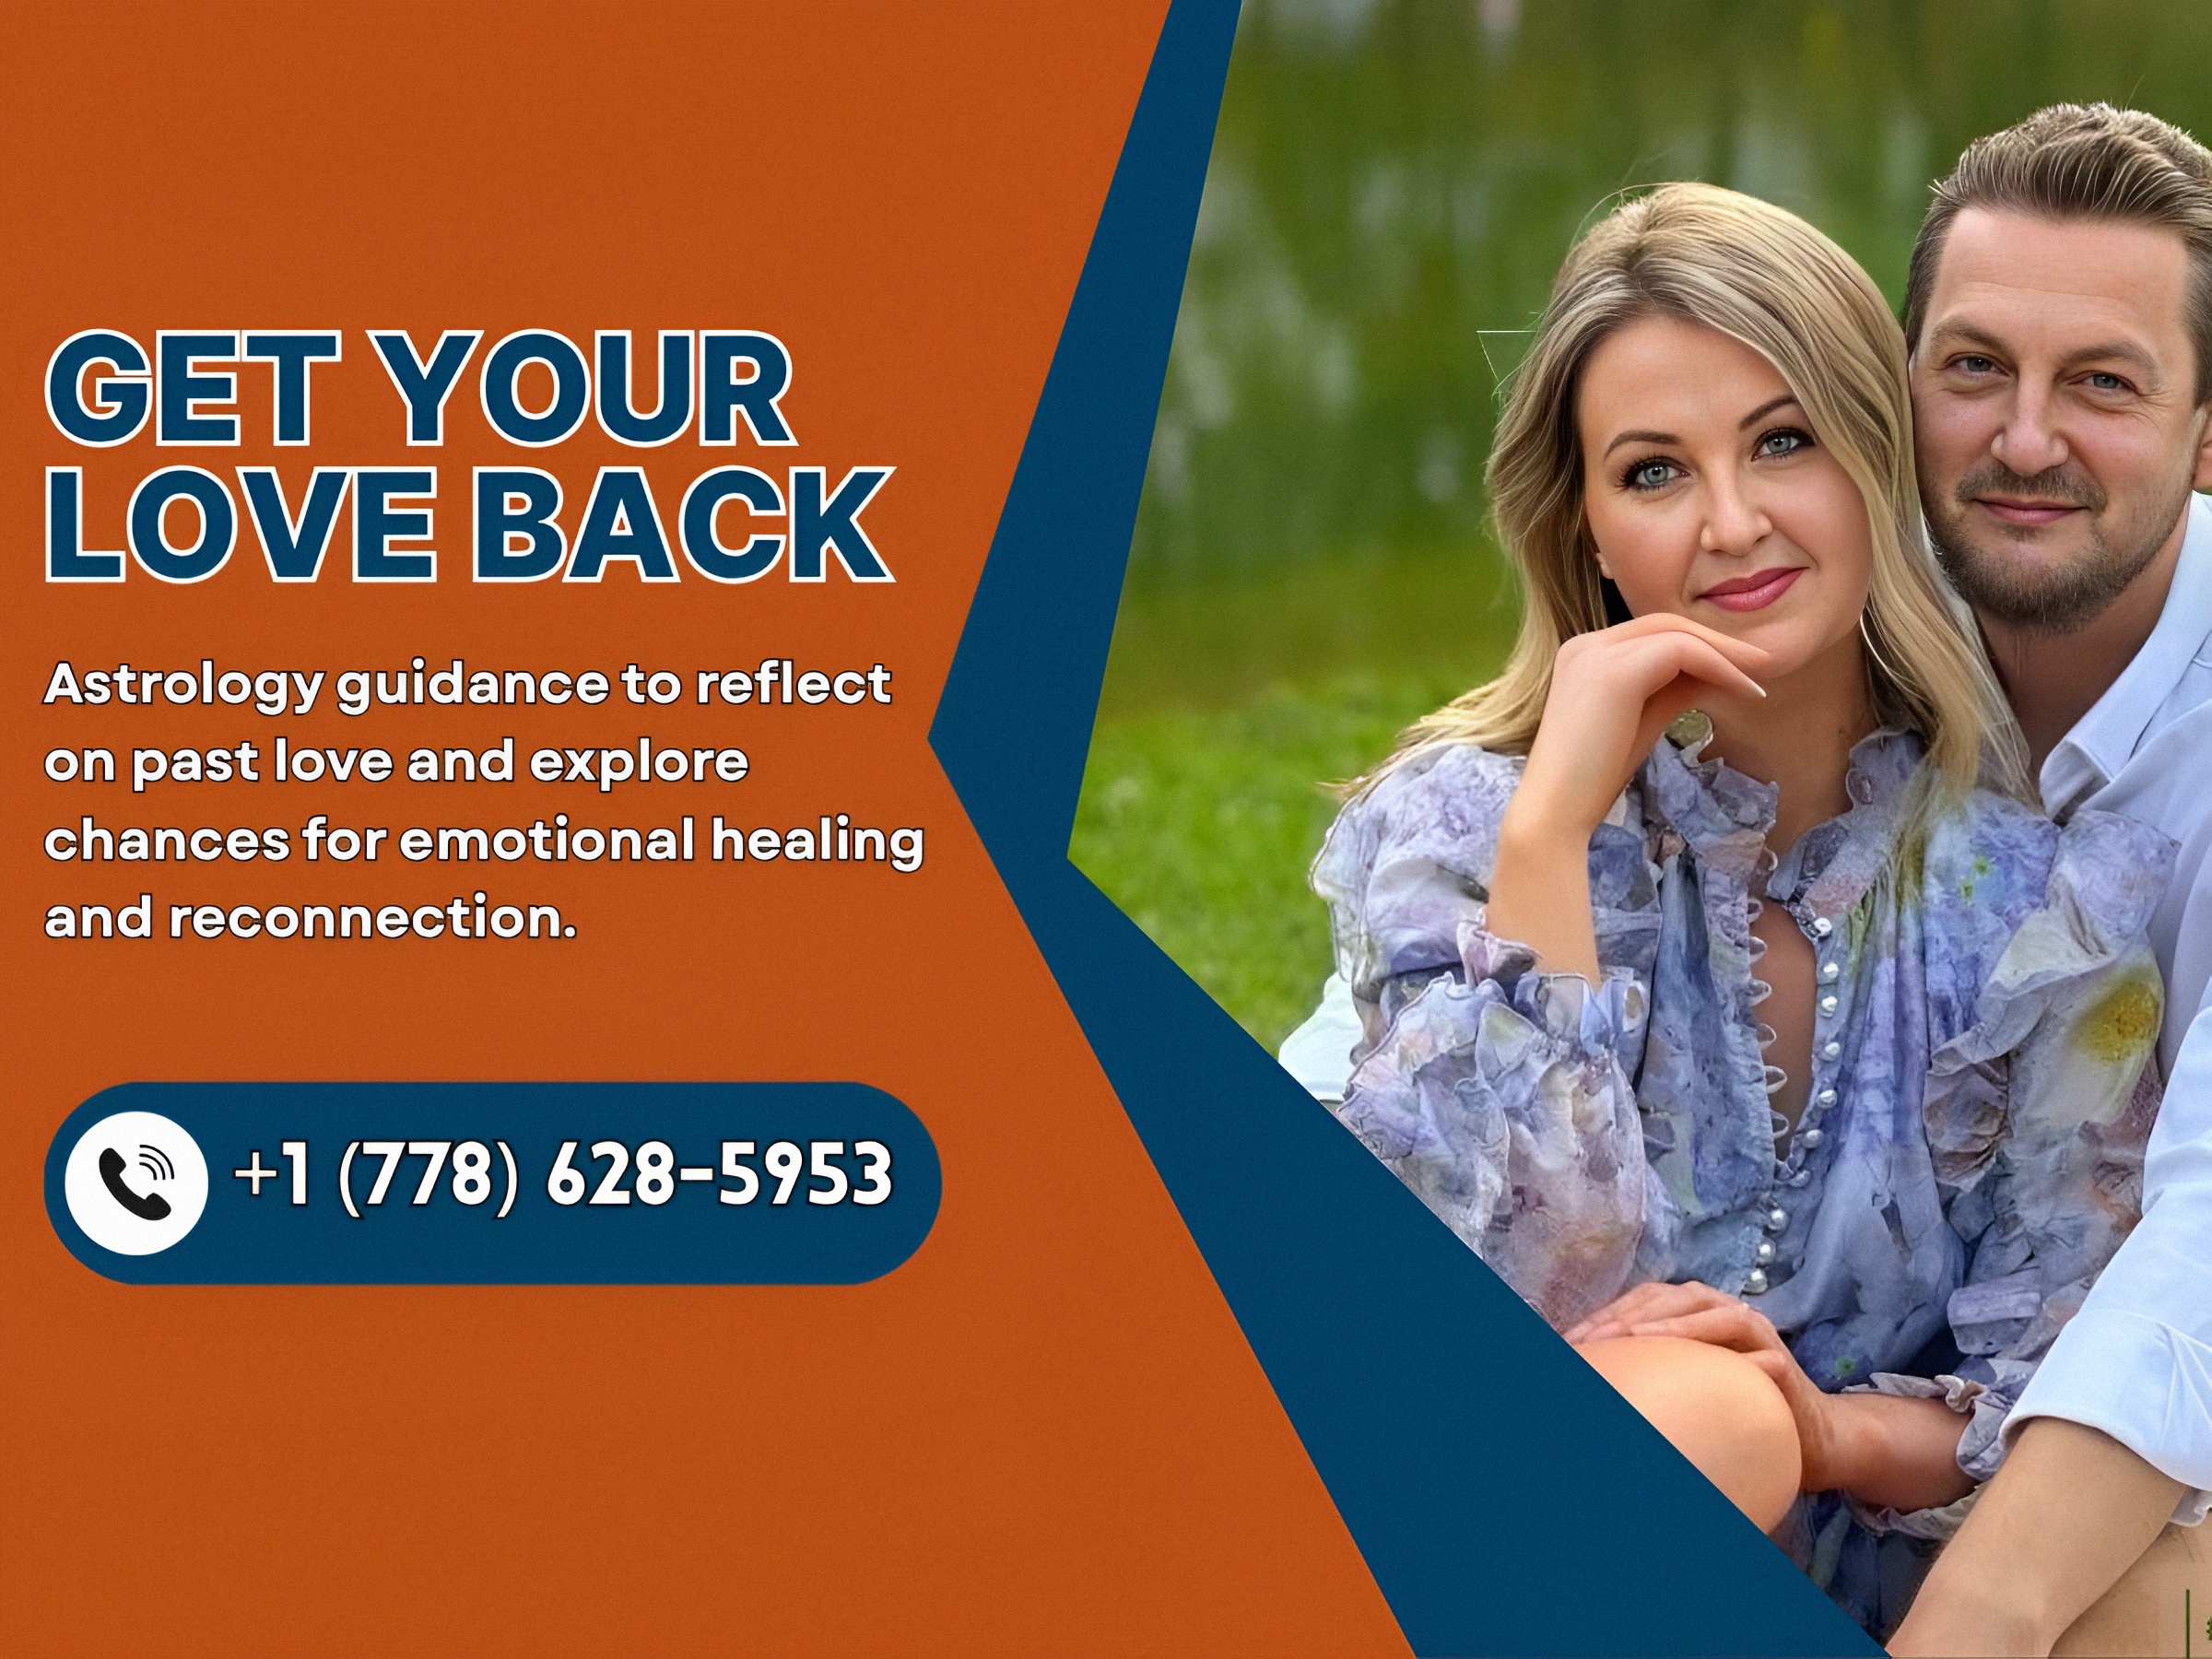 GET YOUR
LOVE BACK
Astrology guidance to reflect
on past love and explore
chances for emotional healing
and reconnection.
+1 (778) 628-5953